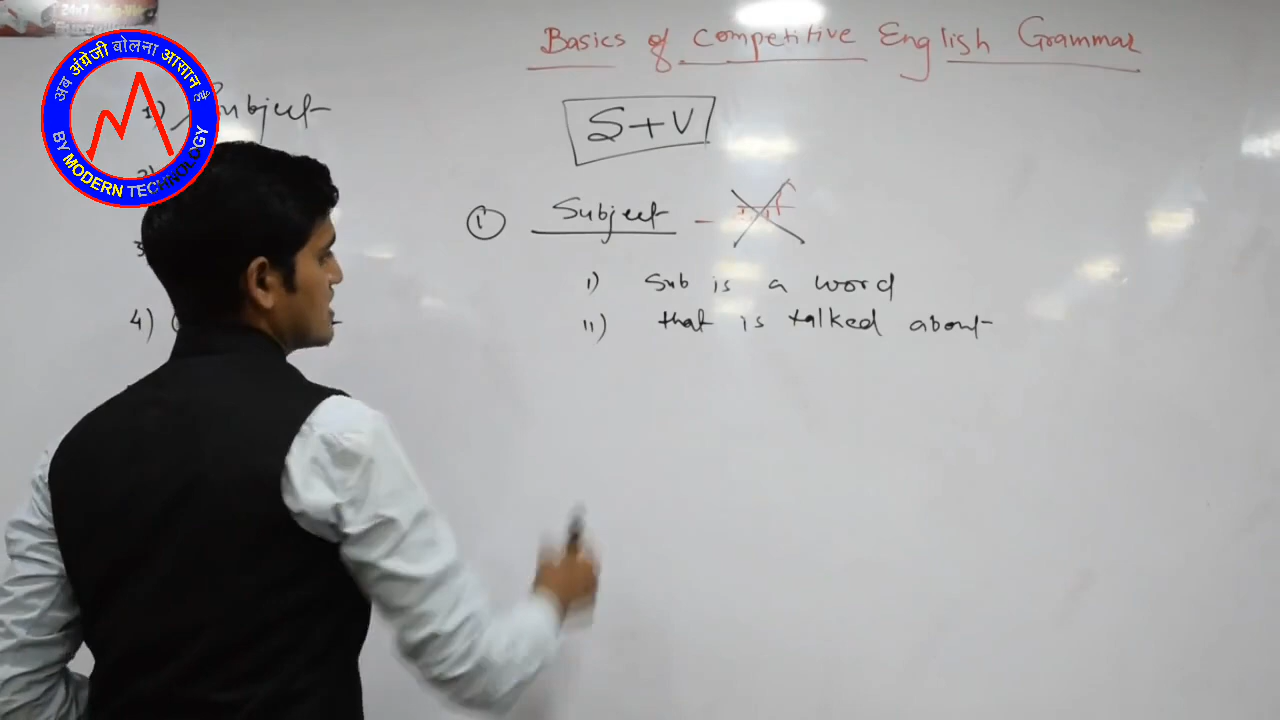 Basics of Competitive English Grammar
अब अंग्रेजी बोलना आसान है
BY MODERN TECHNOLOGY
1) Subject
4)
S+V
1 Subject -
i) Sub is a word
ii) that is talked about